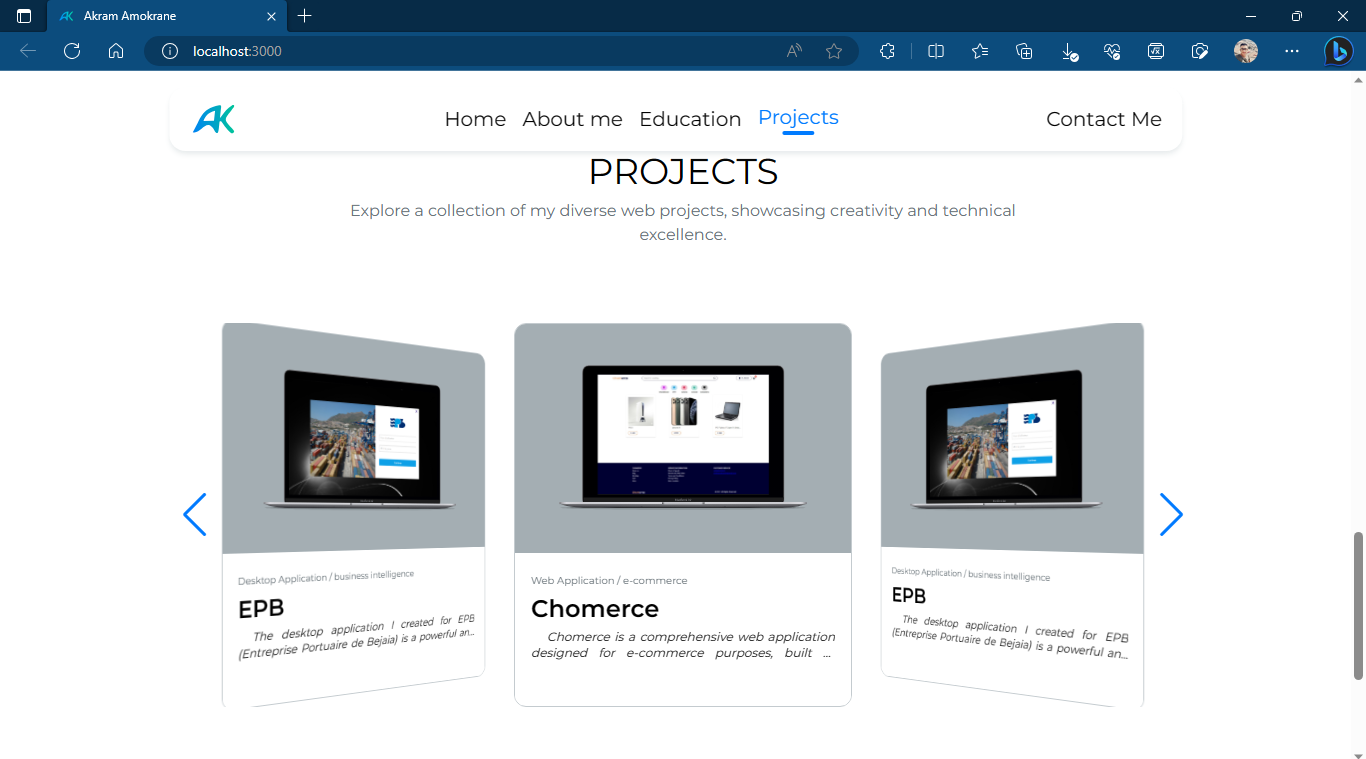 Akram Amokrane
localhost:3000
AK
Home About me Education Projects Contact Me
PROJECTS
Explore a collection of my diverse web projects, showcasing creativity and technical
excellence.
EPB
Desktop Application / business intelligence
EPB
The desktop application I created for EPB
(Entreprise Portuaire de Bejaia) is a powerful an...
Web Application / e-commerce
Chomerce
Chomerce is a comprehensive web application
designed for e-commerce purposes, built ...
EPB
Desktop Application / business intelligence
EPB
The desktop application I created for EPB
(Entreprise Portuaire de Bejaia) is a powerful an...